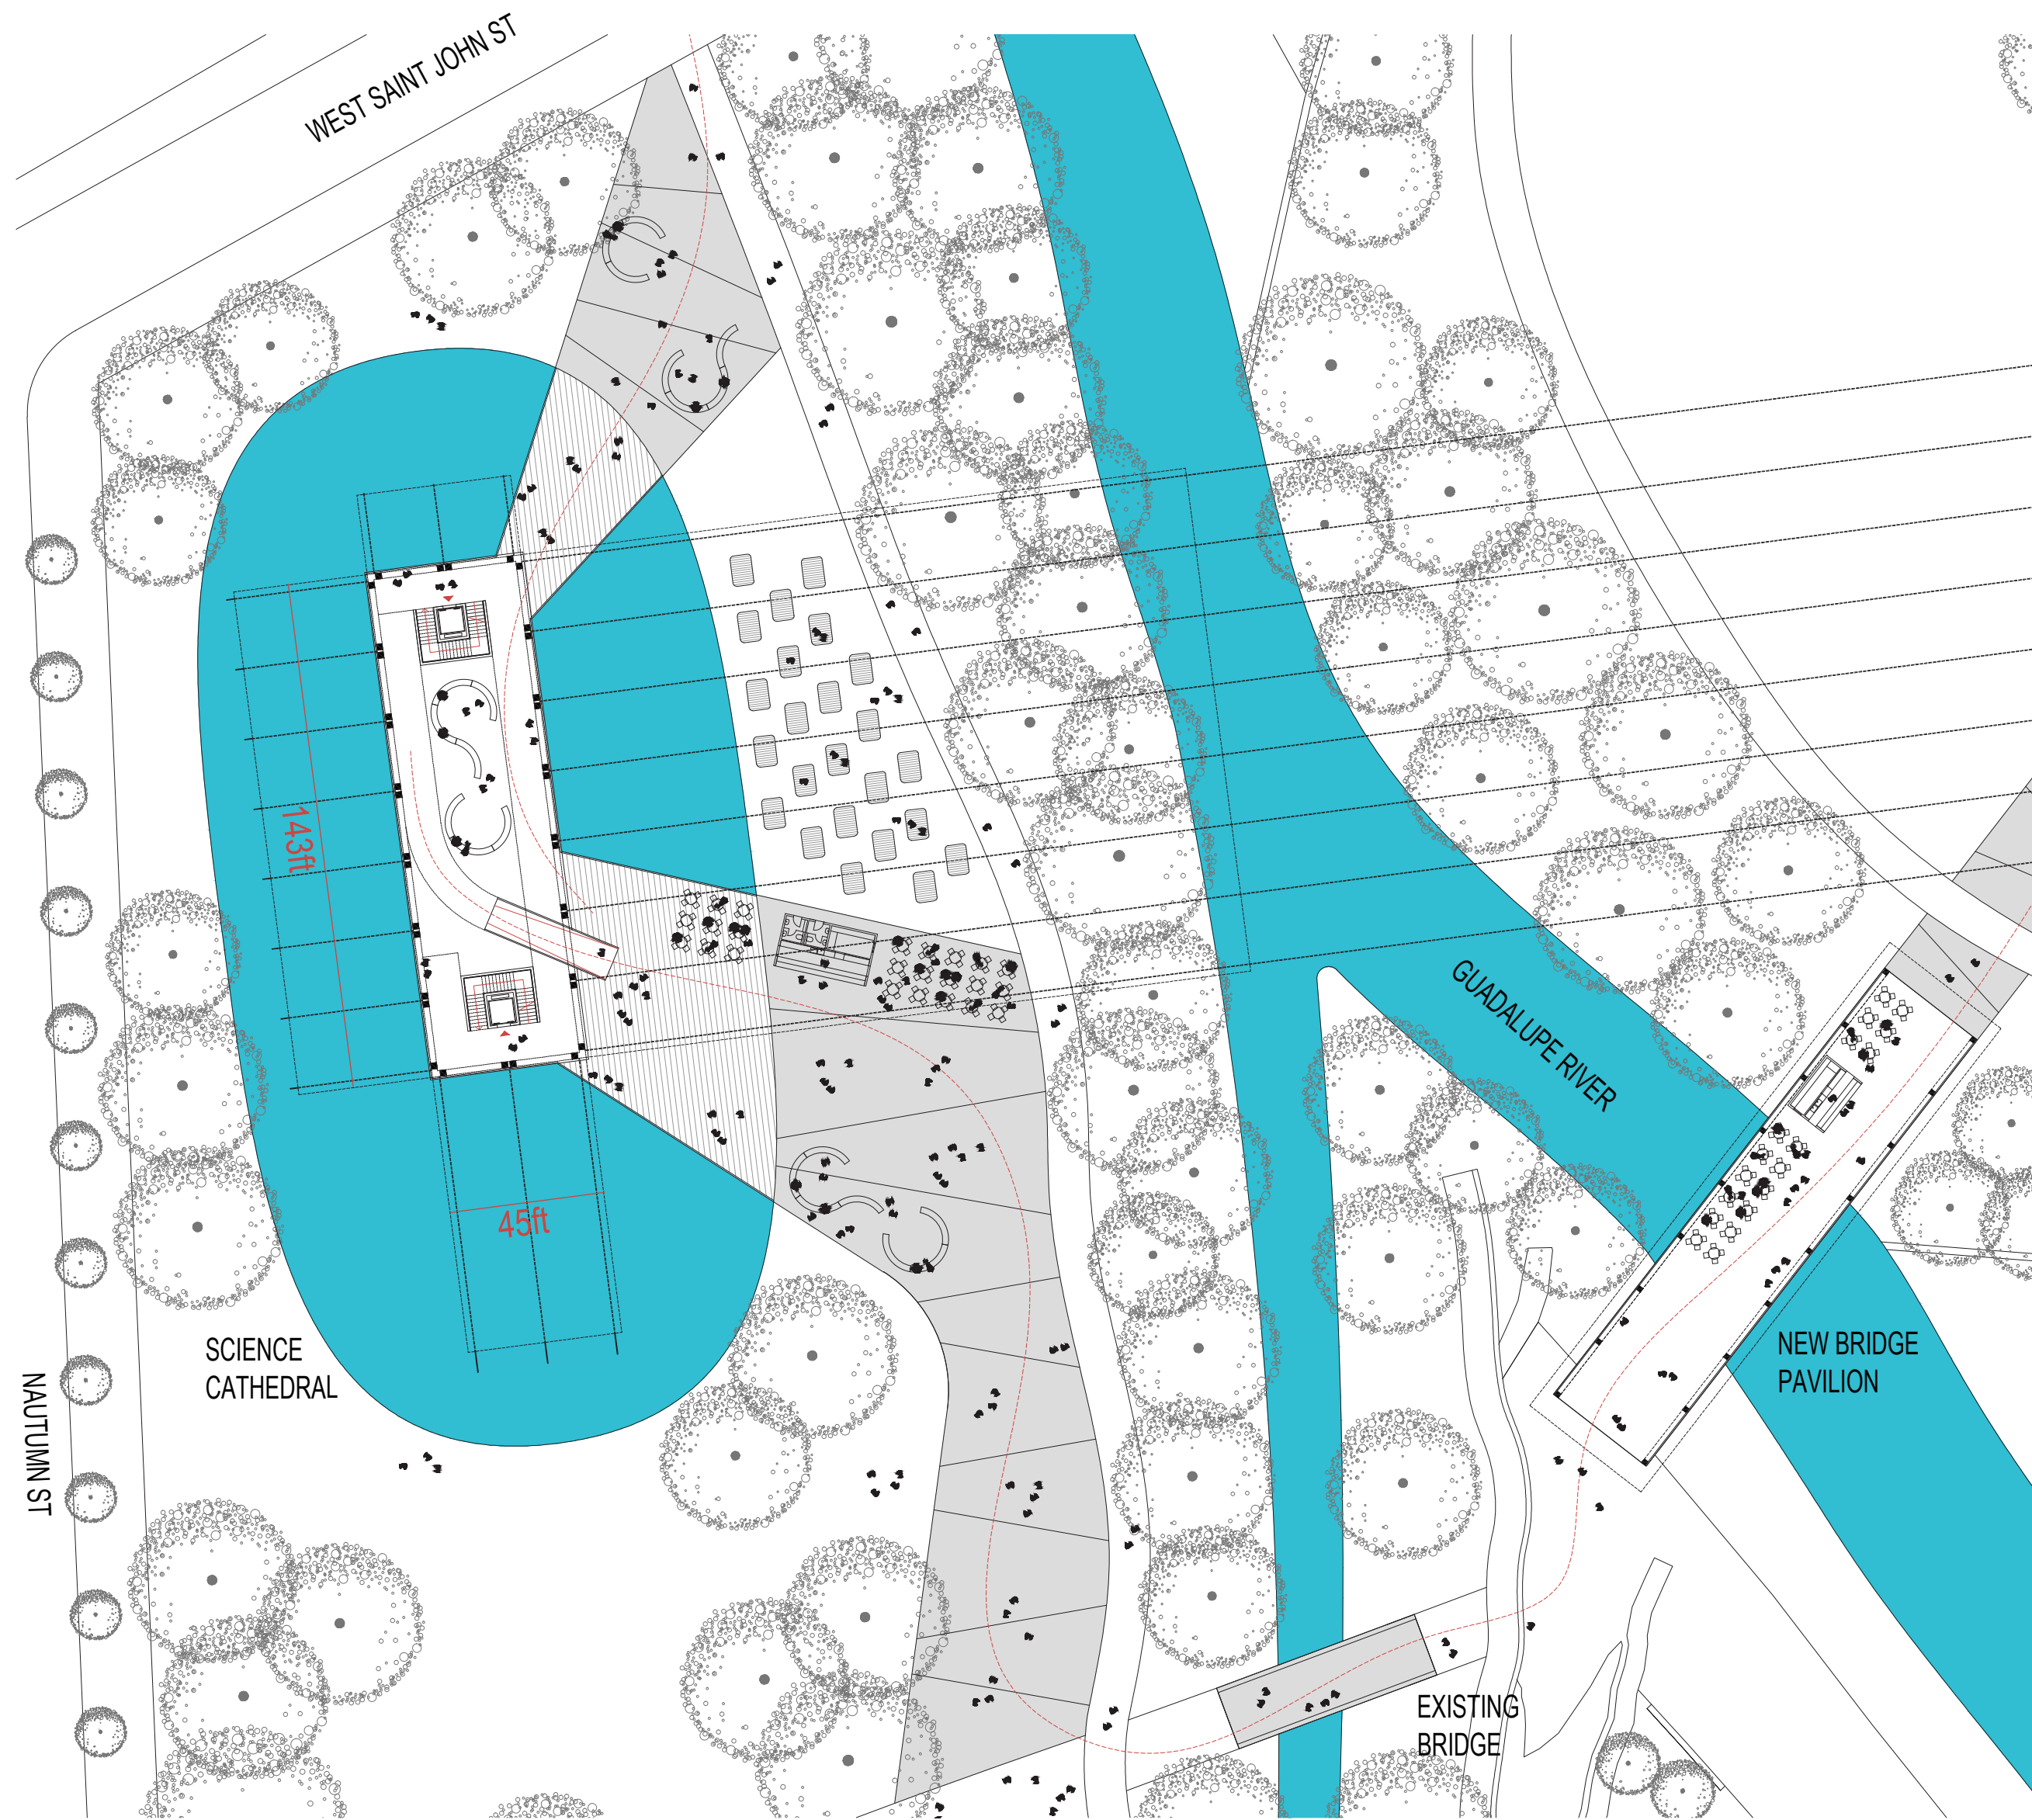 WEST SAINT JOHN ST
143ft
GUADALUPE RIVER
45ft
SCIENCE
CATHEDRAL
NEW BRIDGE
PAVILION
NAUTUMN ST
EXISTING
BRIDGE